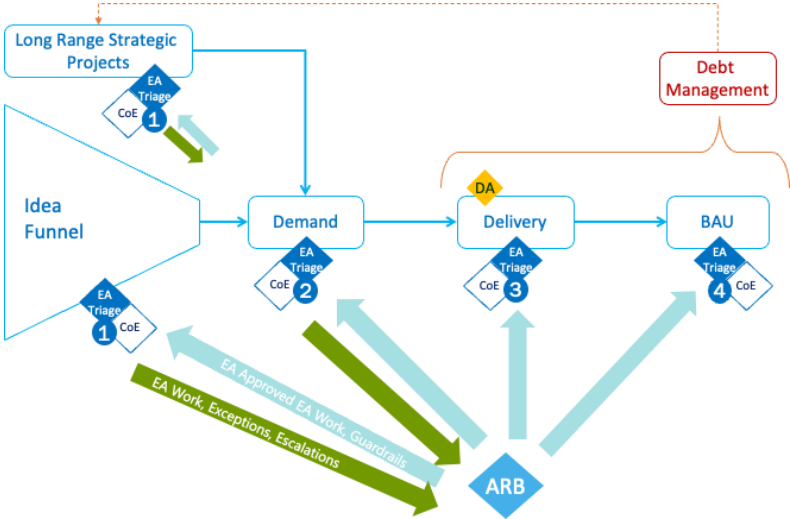 Long Range Strategic
Projects
EA
Triage
CoE
1
Debt
Management
Idea
Funnel
DA
Demand
Delivery
BAU
EA
Triage
CoE
2
EA
Triage
CoE
3
EA
Triage
4
CoE
EA
Triage
1
CoE
EA Approved EA Work, Guardrails
EA Work, Exceptions, Escalations
ARB